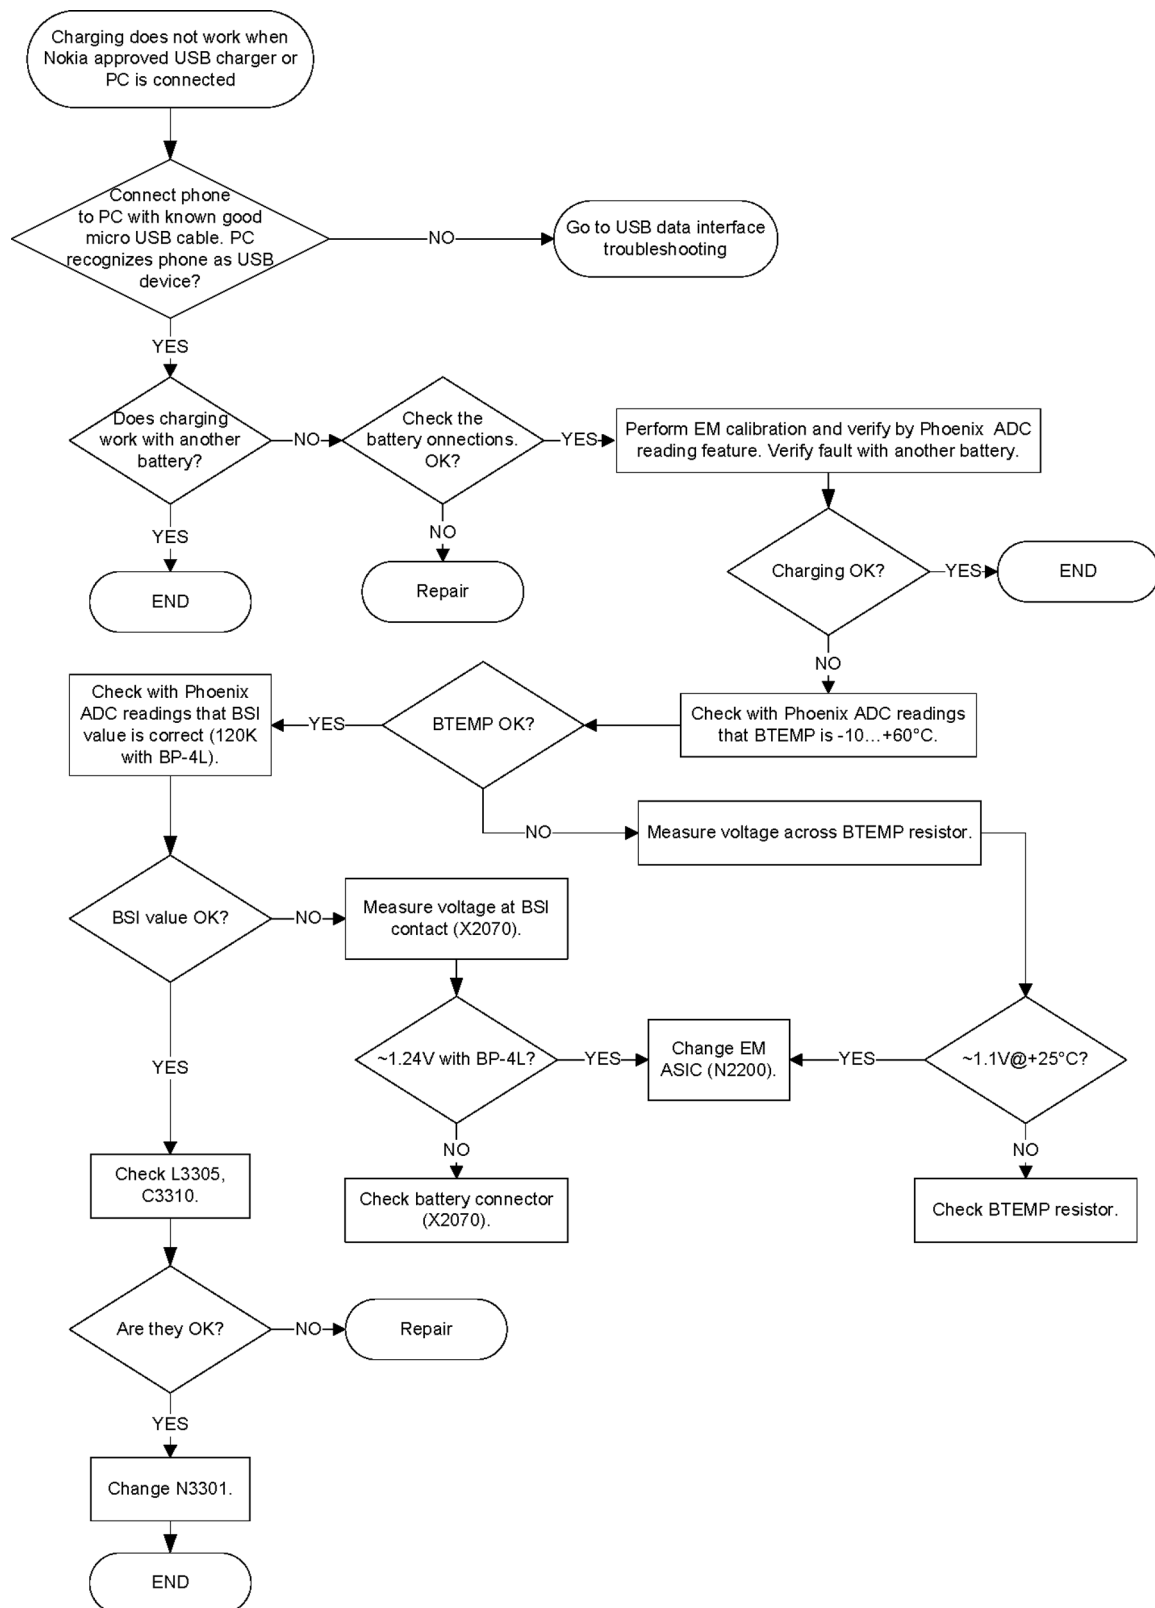 Charging does not work when
Nokia approved USB charger or
PC is connected
Connect phone
to PC with known good
micro USB cable. PC
recognizes phone as USB
device?
NO
Go to USB data interface
troubleshooting
YES
Does charging
work with another
battery?
NO
Check the
battery onnections.
OK?
YES
Perform EM calibration and verify by Phoenix ADC
reading feature. Verify fault with another battery.
YES
END
NO
Repair
Charging OK?
YES
END
NO
Check with Phoenix ADC readings
that BTEMP is -10...+60°C.
BTEMP OK?
YES
Check with Phoenix
ADC readings that BSI
value is correct (120K
with BP-4L).
NO
Measure voltage across BTEMP resistor.
BSI value OK?
NO
Measure voltage at BSI
contact (X2070).
~1.24V with BP-4L?
YES
Change EM
ASIC (N2200).
YES
~1.1V@+25°C?
YES
NO
NO
Check L3305,
C3310.
Check battery connector
(X2070).
Check BTEMP resistor.
Are they OK?
NO
Repair
YES
Change N3301.
END